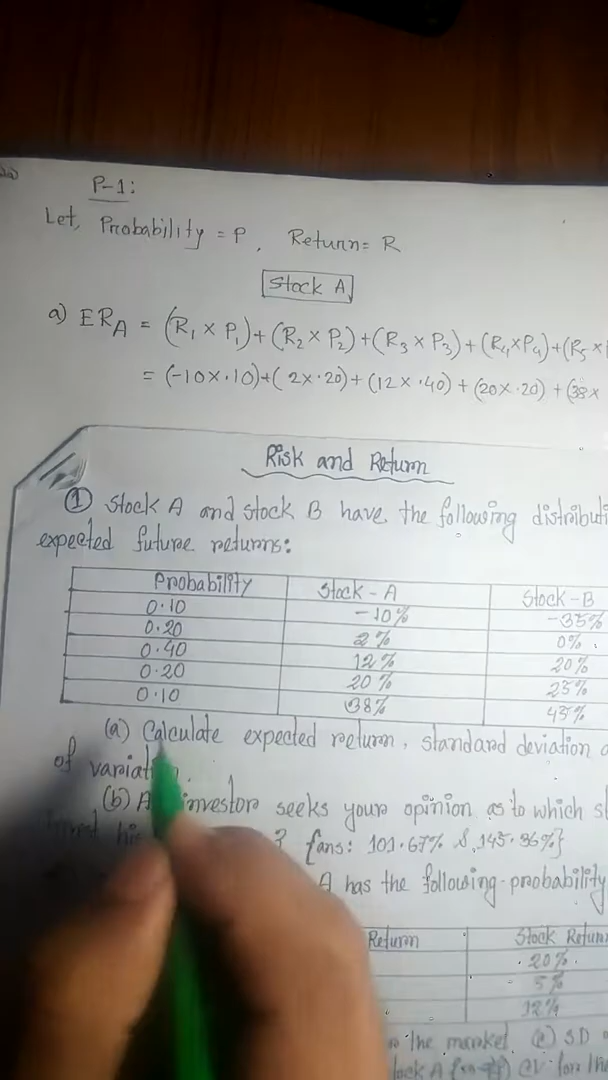 P-1:
Let, Probability = P, Return = R
Stock A
a) ERA = (R1 × P1) + (R2 × P2) + (R3 × P3) + (R4 × P4) + (R5 ×
= (-10×.10)+( 2×.20)+(12×.40)+(20×.20)+(38×
Risk and Return
① Stock A and stock B have the following distributi
expected future returns:
Probability Stock-A Stock-B
0.10 -10% -35%
0.20 2% 0%
0.40 12% 20%
0.20 20% 25%
0.10 38% 45%
(a) Calculate expected return, standard deviation
of variati
(b) A investor seeks your opinion as to which s
? {ans: 101.67% & 145.36%}
A has the following probability
Return Stock Return
20%
5%
12%
the market. SD
CV for th